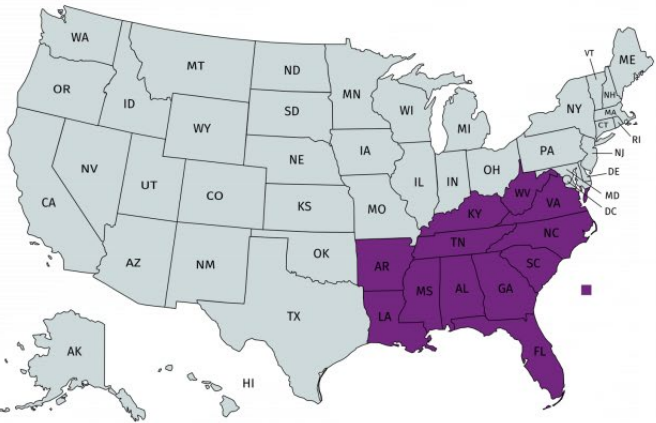 WA
MT
ND
MN
VT
ME
OR
ID
SD
WI
MI
NY
NH
MA
CT
RI
WY
IA
PA
NJ
NV
NE
IL
IN
OH
DE
UT
CO
WV
MD
VA
DC
CA
KS
MO
KY
NC
TN
AZ
NM
OK
AR
SC
MS
AL
GA
TX
LA
AK
FL
HI